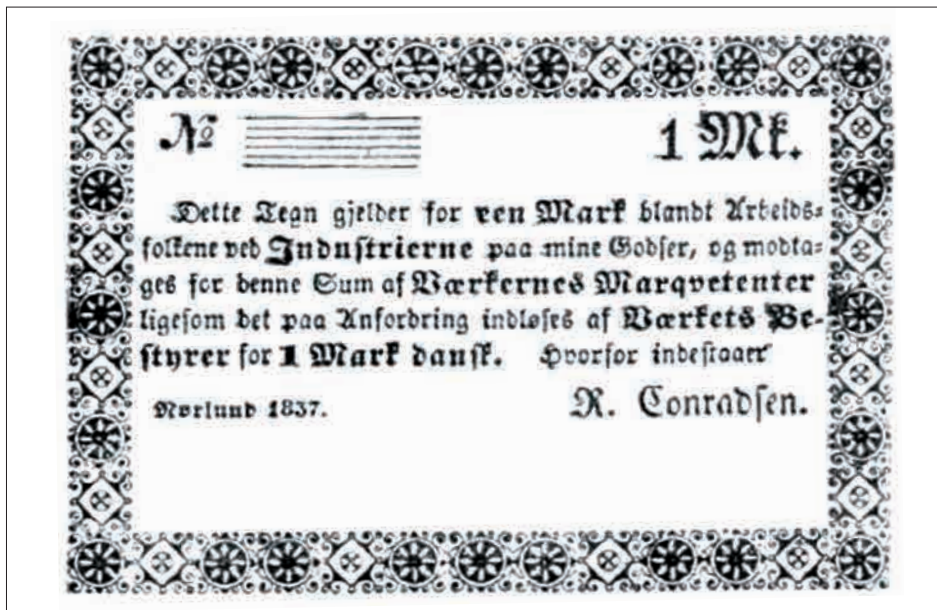 No 1 Mk.
Dette Tegn gjelder for een Mark blandt Arbeids=
folkene ved Industrierne paa mine Godser, og modta=
ges for denne Sum af Værkernes Marqvetenter
ligesom det paa Anfordring indløses af Værkets Be-
styrer for 1 Mark dansk. Hvorfor indestaaer
Nørlund 1837. R. Conradsen.